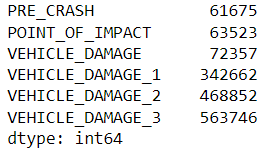 PRE_CRASH 61675
POINT_OF_IMPACT 63523
VEHICLE_DAMAGE 72357
VEHICLE_DAMAGE_1 342662
VEHICLE_DAMAGE_2 468852
VEHICLE_DAMAGE_3 563746
dtype: int64